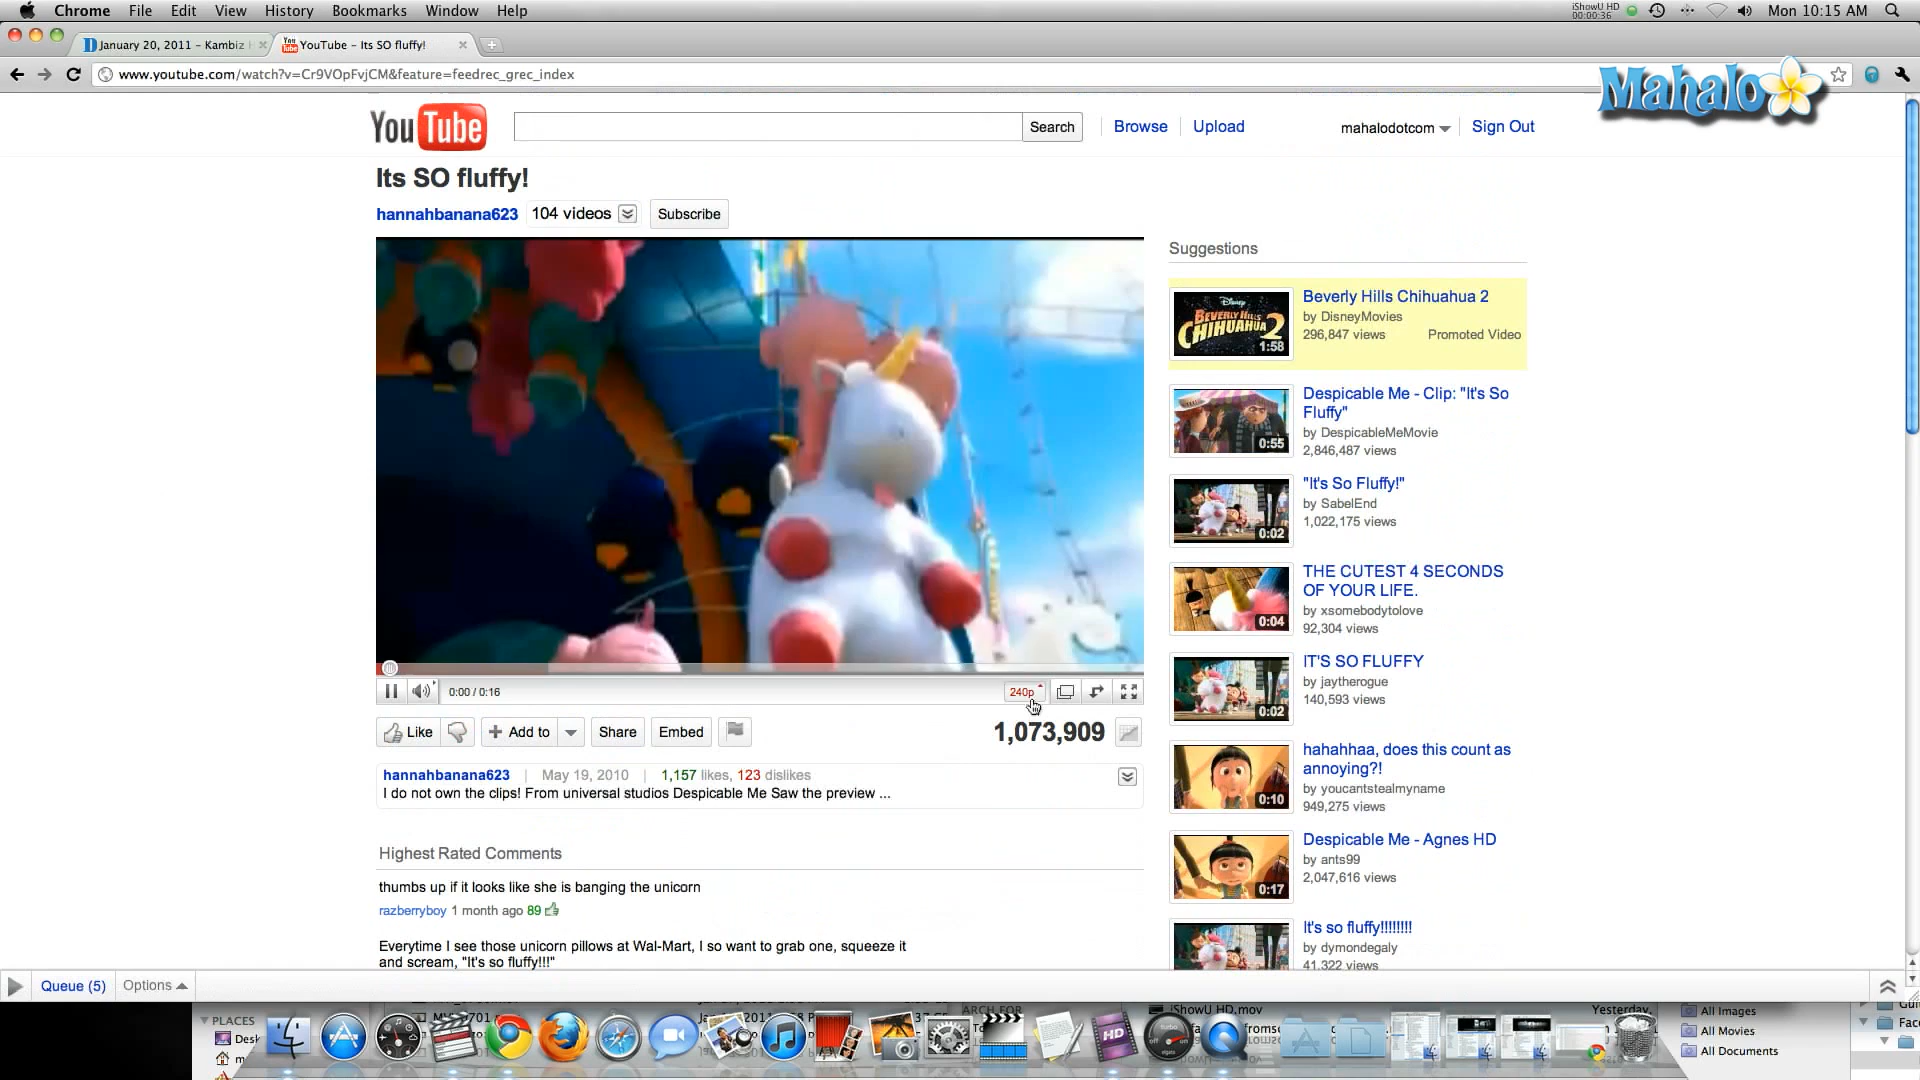 Chrome File Edit View History Bookmarks Window Help
iShowU HD
00:00:36
Mon 10:15 AM
January 20, 2011 - Kambiz
YouTube - Its SO fluffy!
www.youtube.com/watch?v=Cr9VOpFvjCM&feature=feedrec_grec_index
Mahalo
YouTube
Search
Browse
Upload
mahalodotcom
Sign Out
Its SO fluffy!
hannahbanana623 104 videos Subscribe
0:00 / 0:16
240p
Like
Add to
Share
Embed
1,073,909
hannahbanana623 | May 19, 2010 | 1,157 likes, 123 dislikes
I do not own the clips! From universal studios Despicable Me Saw the preview ...
Highest Rated Comments
thumbs up if it looks like she is banging the unicorn
razberryboy 1 month ago 89
Everytime I see those unicorn pillows at Wal-Mart, I so want to grab one, squeeze it
and scream, "It's so fluffy!!!"
Suggestions
Disney
BEVERLY HILLS
CHIHUAHUA 2
1:58
Beverly Hills Chihuahua 2
by DisneyMovies
296,847 views Promoted Video
0:55
Despicable Me - Clip: "It's So
Fluffy"
by DespicableMeMovie
2,846,487 views
0:02
"It's So Fluffy!"
by SabelEnd
1,022,175 views
0:04
THE CUTEST 4 SECONDS
OF YOUR LIFE.
by xsomebodytolove
92,304 views
0:02
IT'S SO FLUFFY
by jaytherogue
140,593 views
0:10
hahahhaa, does this count as
annoying?!
by youcantstealmyname
949,275 views
0:17
Despicable Me - Agnes HD
by ants99
2,047,616 views
It's so fluffy!!!!!!!!
by dymondegaly
41,322 views
Queue (5)
Options
PLACES
Desk
ARCH FOR
iShowU HD.mov
Yesterday,
HD
All Images
All Movies
All Documents